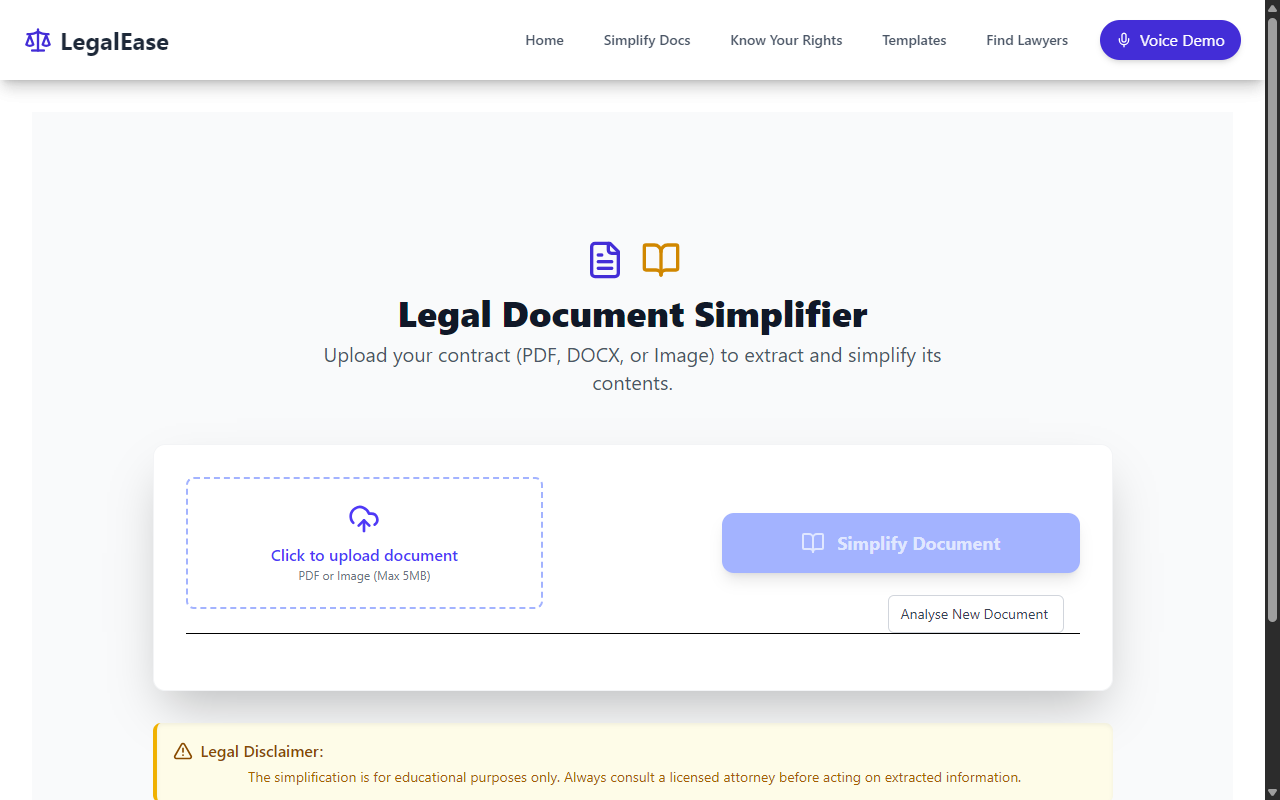 LegalEase
Home
Simplify Docs
Know Your Rights
Templates
Find Lawyers
Voice Demo
Legal Document Simplifier
Upload your contract (PDF, DOCX, or Image) to extract and simplify its
contents.
Click to upload document
PDF or Image (Max 5MB)
Simplify Document
Analyse New Document
Legal Disclaimer:
The simplification is for educational purposes only. Always consult a licensed attorney before acting on extracted information.